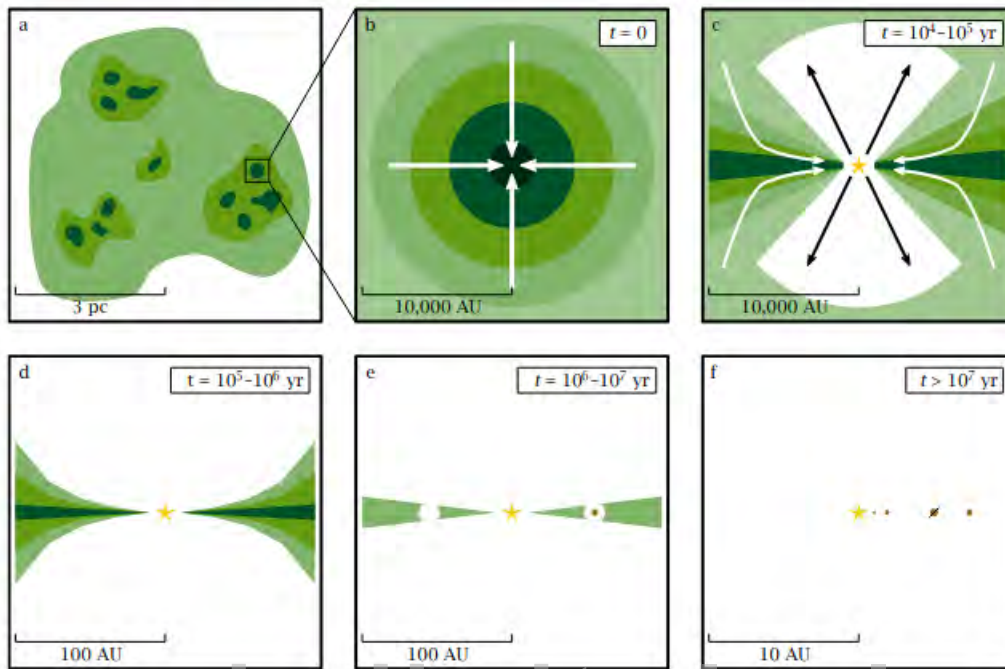 a
3 pc
b
t = 0
10,000 AU
c
t = 10⁴–10⁵ yr
10,000 AU
d
t = 10⁵–10⁶ yr
100 AU
e
t = 10⁶–10⁷ yr
100 AU
f
t > 10⁷ yr
10 AU